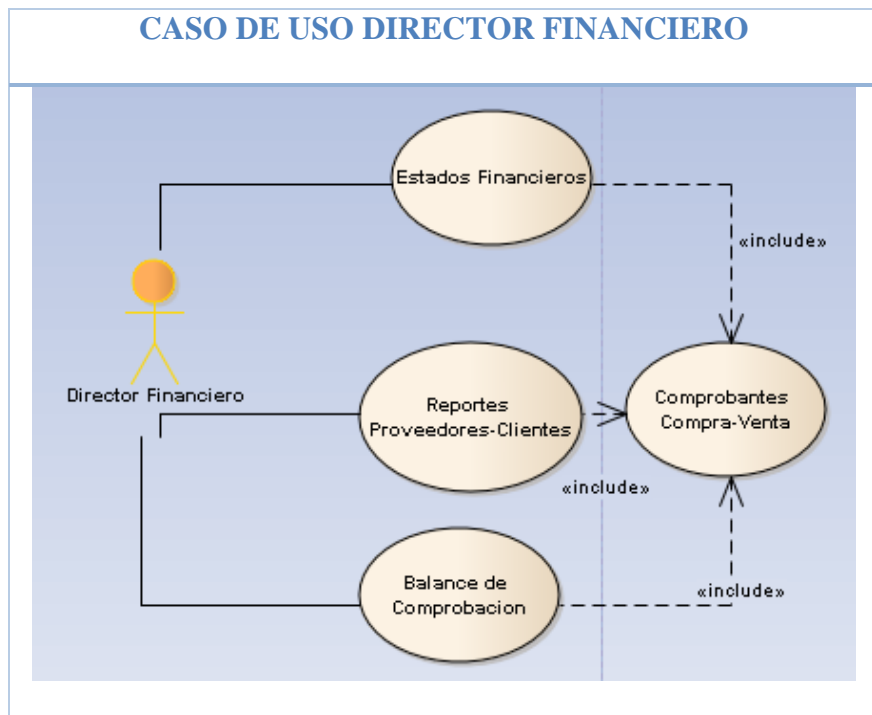 CASO DE USO DIRECTOR FINANCIERO
Estados Financieros
«include»
Director Financiero
Reportes
Proveedores-Clientes
Comprobantes
Compra-Venta
«include»
Balance de
Comprobacion
«include»